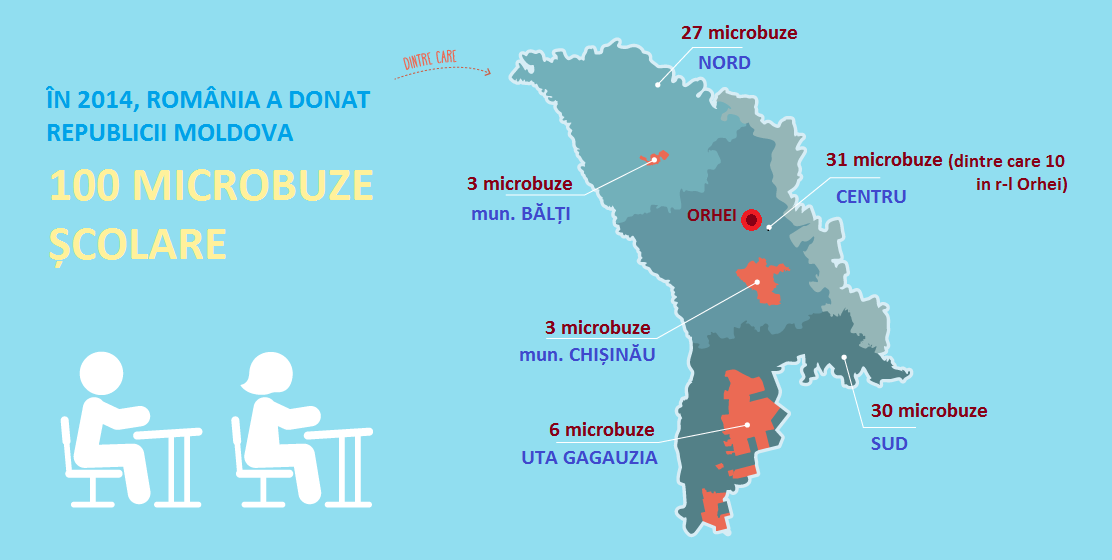 ÎN 2014, ROMÂNIA A DONAT
REPUBLICII MOLDOVA
100 MICROBUZE
ȘCOLARE
DINTRE CARE
27 microbuze
NORD
3 microbuze
mun. BĂLȚI
31 microbuze (dintre care 10
in r-l Orhei)
CENTRU
ORHEI
3 microbuze
mun. CHIȘINĂU
30 microbuze
SUD
6 microbuze
UTA GAGAUZIA